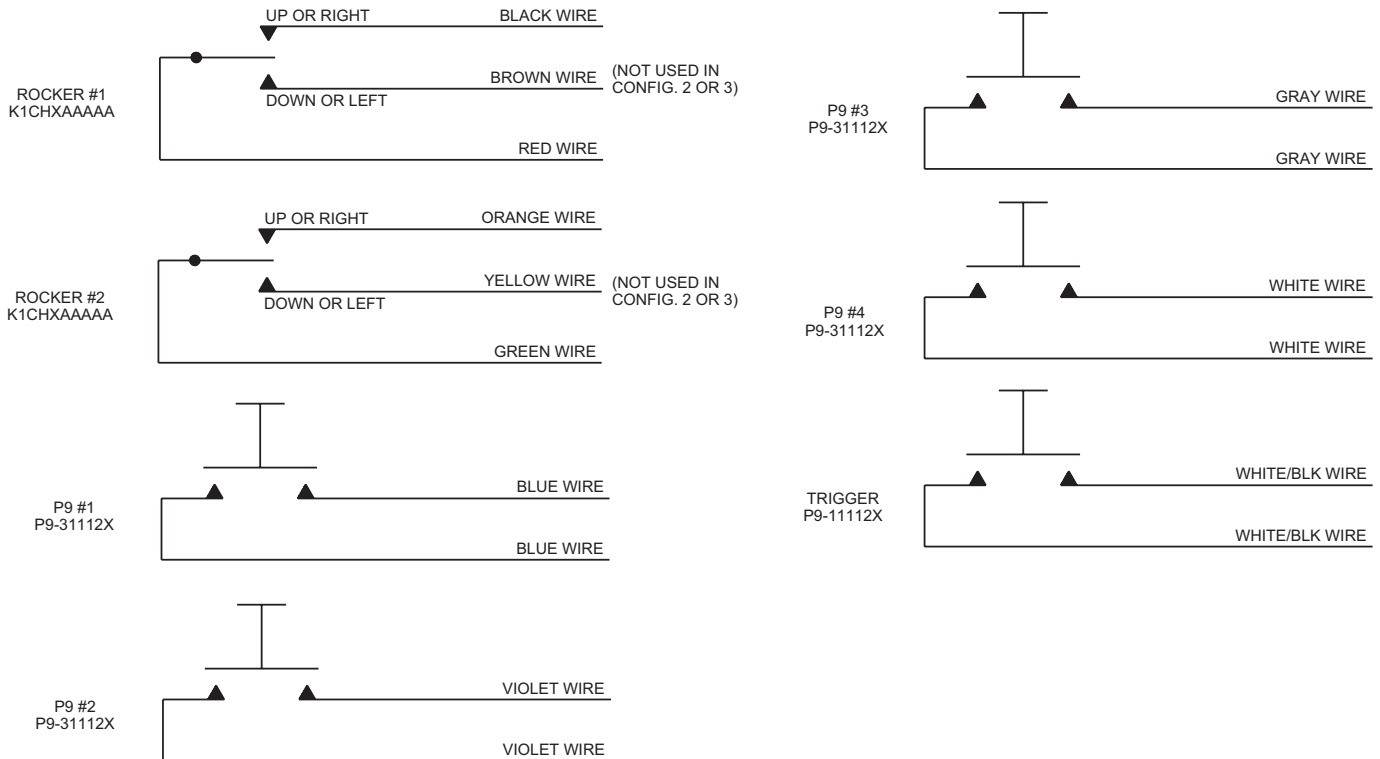 UP OR RIGHT
BLACK WIRE
ROCKER #1
K1CHXAAAAA
BROWN WIRE
(NOT USED IN
CONFIG. 2 OR 3)
DOWN OR LEFT
RED WIRE
UP OR RIGHT
ORANGE WIRE
ROCKER #2
K1CHXAAAAA
YELLOW WIRE
(NOT USED IN
CONFIG. 2 OR 3)
DOWN OR LEFT
GREEN WIRE
P9 #1
P9-31112X
BLUE WIRE
BLUE WIRE
P9 #2
P9-31112X
VIOLET WIRE
VIOLET WIRE
P9 #3
P9-31112X
GRAY WIRE
GRAY WIRE
P9 #4
P9-31112X
WHITE WIRE
WHITE WIRE
TRIGGER
P9-11112X
WHITE/BLK WIRE
WHITE/BLK WIRE